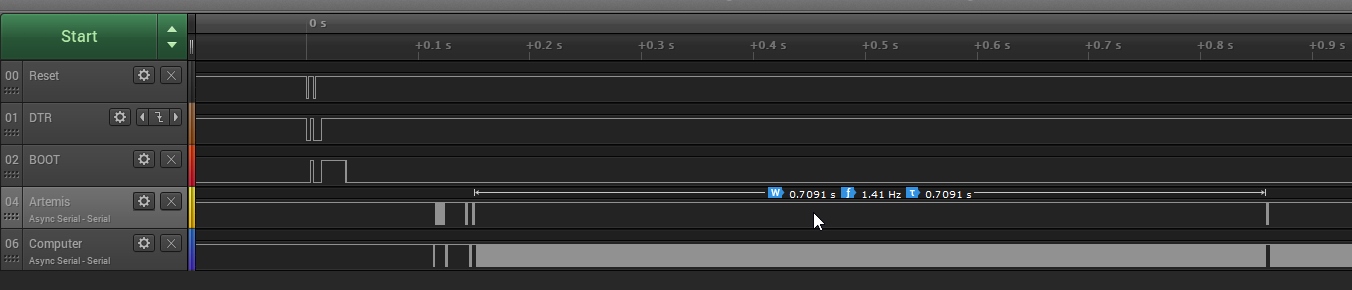 Start
0 s
+0.1 s +0.2 s +0.3 s +0.4 s +0.5 s +0.6 s +0.7 s +0.8 s +0.9 s
00 Reset
01 DTR
02 BOOT
W 0.7091 s f 1.41 Hz T 0.7091 s
04 Artemis
Async Serial - Serial
06 Computer
Async Serial - Serial